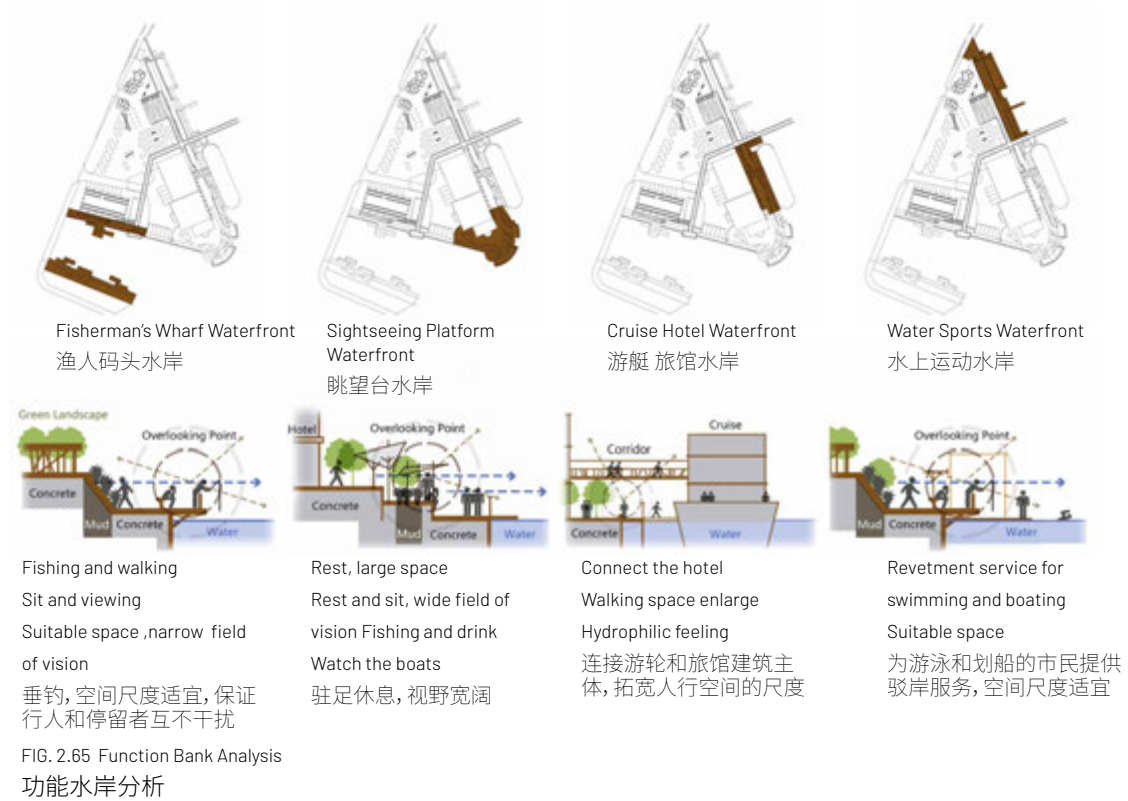 Fisherman's Wharf Waterfront
渔人码头水岸
Sightseeing Platform
Waterfront
眺望台水岸
Cruise Hotel Waterfront
游艇 旅馆水岸
Water Sports Waterfront
水上运动水岸
Green Landscape
Overlooking Point
Concrete
Mud
Concrete
Water
Hotel
Overlooking Point
Concrete
Mud
Concrete
Water
Cruise
Corridor
Concrete
Water
Overlooking Point
Mud
Concrete
Water
Fishing and walking
Sit and viewing
Suitable space ,narrow field
of vision
垂钓, 空间尺度适宜, 保证
行人和停留者互不干扰
Rest, large space
Rest and sit, wide field of
vision Fishing and drink
Watch the boats
驻足休息, 视野宽阔
Connect the hotel
Walking space enlarge
Hydrophilic feeling
连接游轮和旅馆建筑主
体, 拓宽人行空间的尺度
Revetment service for
swimming and boating
Suitable space
为游泳和划船的市民提供
驳岸服务, 空间尺度适宜
FIG. 2.65 Function Bank Analysis
功能水岸分析